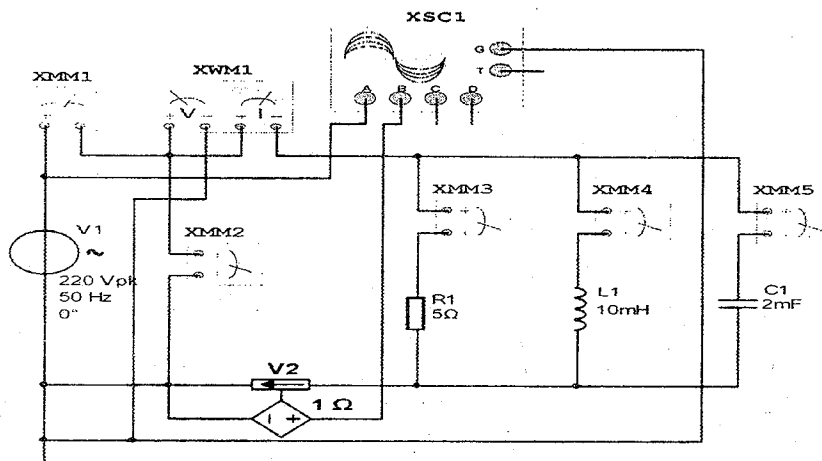 XSC1
G
T
XMM1
XWM1
A B C D
+ - + V - + I -
XMM3
XMM4
XMM5
V1
~
XMM2
220 Vpk
50 Hz
0°
R1
5Ω
L1
10mH
C1
2mF
V2
1 Ω
- +